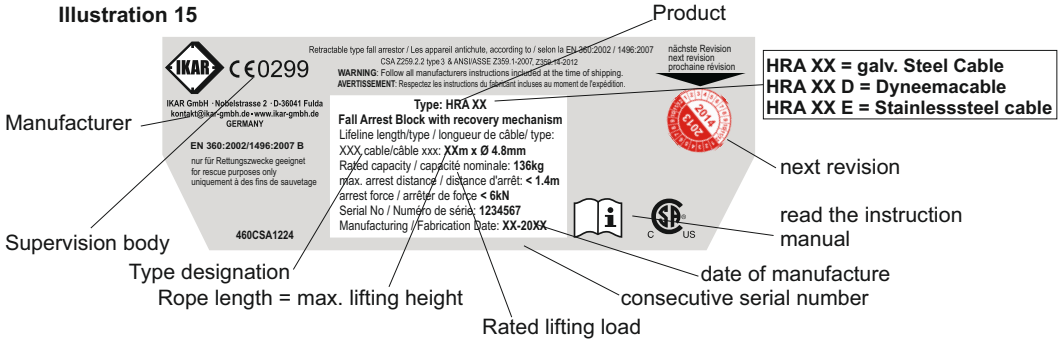 Illustration 15
Product
IKAR
CE0299
Retractable type fall arrestor / Les appareil antichute, according to / selon la EN 360:2002 / 1496:2007
CSA Z259.2.2 type 3 & ANSI/ASSE Z359.1-2007, Z359.14-2012
WARNING: Follow all manufacturers instructions included at the time of shipping.
AVERTISSEMENT: Respectez les instructions du fabricant incluses au moment de l'expédition.
nächste Revision
next revision
prochaine révision
HRA XX = galv. Steel Cable
HRA XX D = Dyneemacable
HRA XX E = Stainlesssteel cable
IKAR GmbH · Nobelstrasse 2 · D-36041 Fulda
kontakt@ikar-gmbh.de • www.ikar-gmbh.de
GERMANY
EN 360:2002/1496:2007 B
nur für Rettungszwecke geeignet
for rescue purposes only
uniquement à des fins de sauvetage
460CSA1224
Type: HRA XX
Fall Arrest Block with recovery mechanism
Lifeline length/type / longueur de câble/ type:
XXX cable/câble xxx: XXm x Ø 4.8mm
Rated capacity / capacité nominale: 136kg
max. arrest distance / distance d'arrêt: < 1.4m
arrest force / arrêter de force < 6kN
Serial No / Numéro de série: 1234567
Manufacturing / Fabrication Date: XX-20XX
2014
2013
i
CSA
®
C US
Manufacturer
Supervision body
Type designation
Rope length = max. lifting height
Rated lifting load
next revision
read the instruction
manual
date of manufacture
consecutive serial number